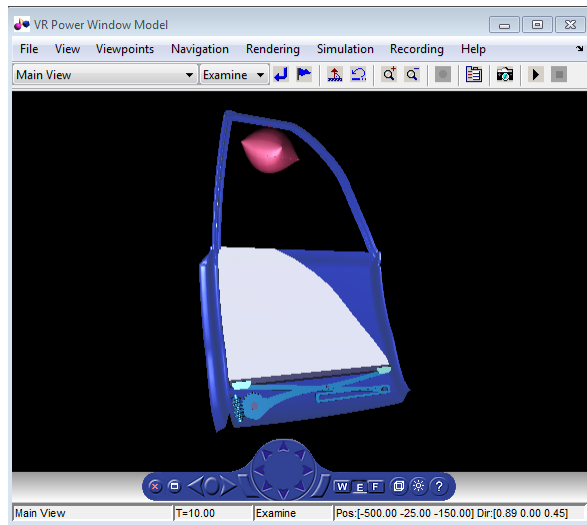 VR Power Window Model
File View Viewpoints Navigation Rendering Simulation Recording Help
Main View Examine
W E F ?
Main View T=10.00 Examine Pos:[-500.00 -25.00 -150.00] Dir:[0.89 0.00 0.45]